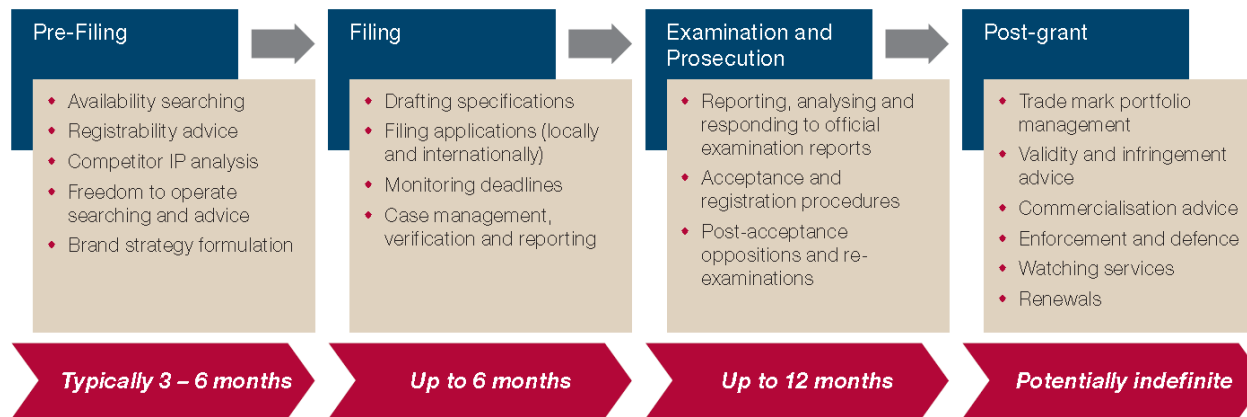 Pre-Filing
Availability searching
Registrability advice
Competitor IP analysis
Freedom to operate
searching and advice
Brand strategy formulation
Typically 3 – 6 months
Filing
Drafting specifications
Filing applications (locally
and internationally)
Monitoring deadlines
Case management,
verification and reporting
Up to 6 months
Examination and
Prosecution
Reporting, analysing and
responding to official
examination reports
Acceptance and
registration procedures
Post-acceptance
oppositions and re-
examinations
Up to 12 months
Post-grant
Trade mark portfolio
management
Validity and infringement
advice
Commercialisation advice
Enforcement and defence
Watching services
Renewals
Potentially indefinite